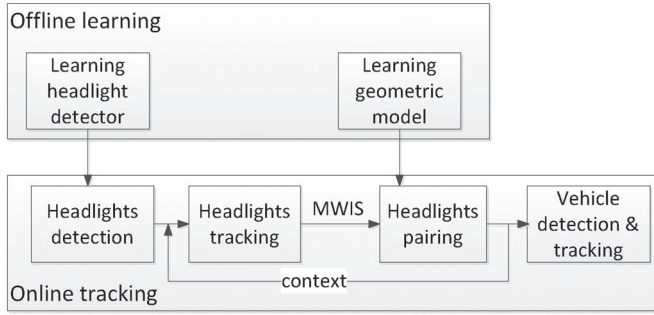 Offline learning
Learning
headlight
detector
Learning
geometric
model
Headlights
detection
Headlights
tracking
MWIS
Headlights
pairing
Vehicle
detection &
tracking
context
Online tracking